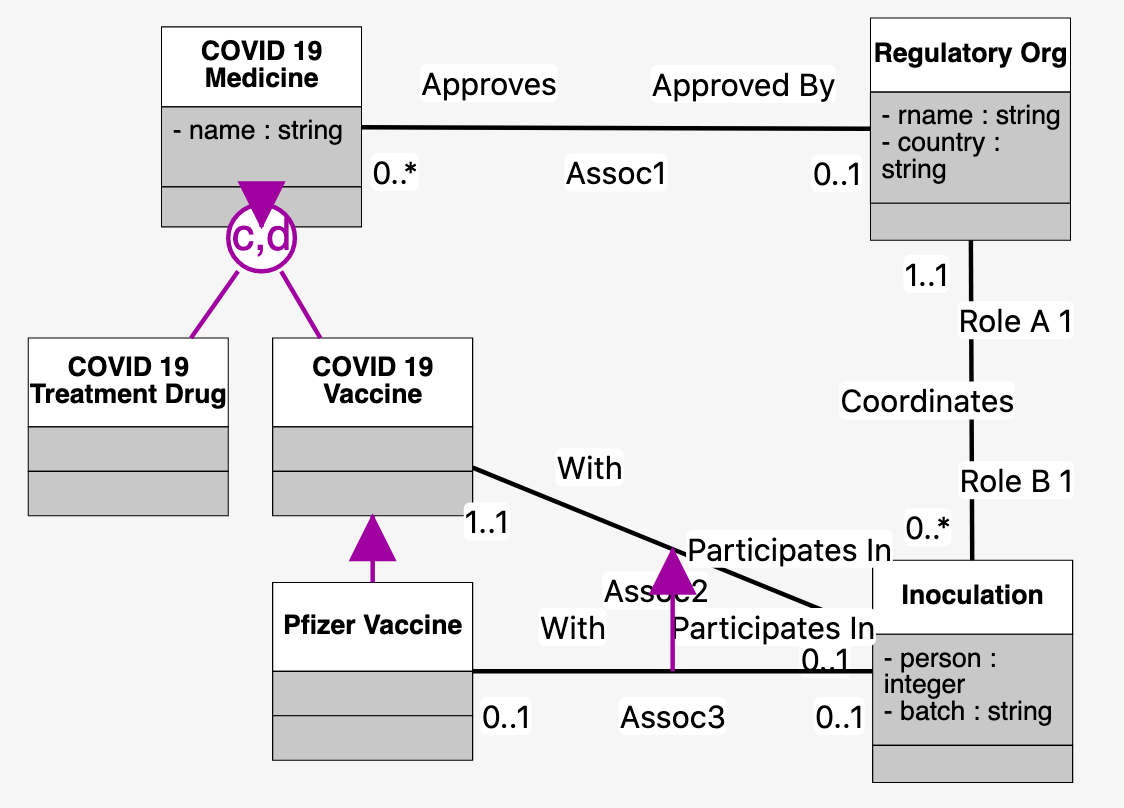 COVID 19
Medicine
- name : string
c,d
Approves
Approved By
0..*
Assoc1
0..1
Regulatory Org
- rname : string
- country :
string
1..1
Role A 1
Coordinates
Role B 1
0..*
COVID 19
Treatment Drug
COVID 19
Vaccine
With
1..1
Participates In
Assoc2
0..1
Pfizer Vaccine
With
Participates In
0..1
Assoc3
0..1
Inoculation
- person :
integer
- batch : string